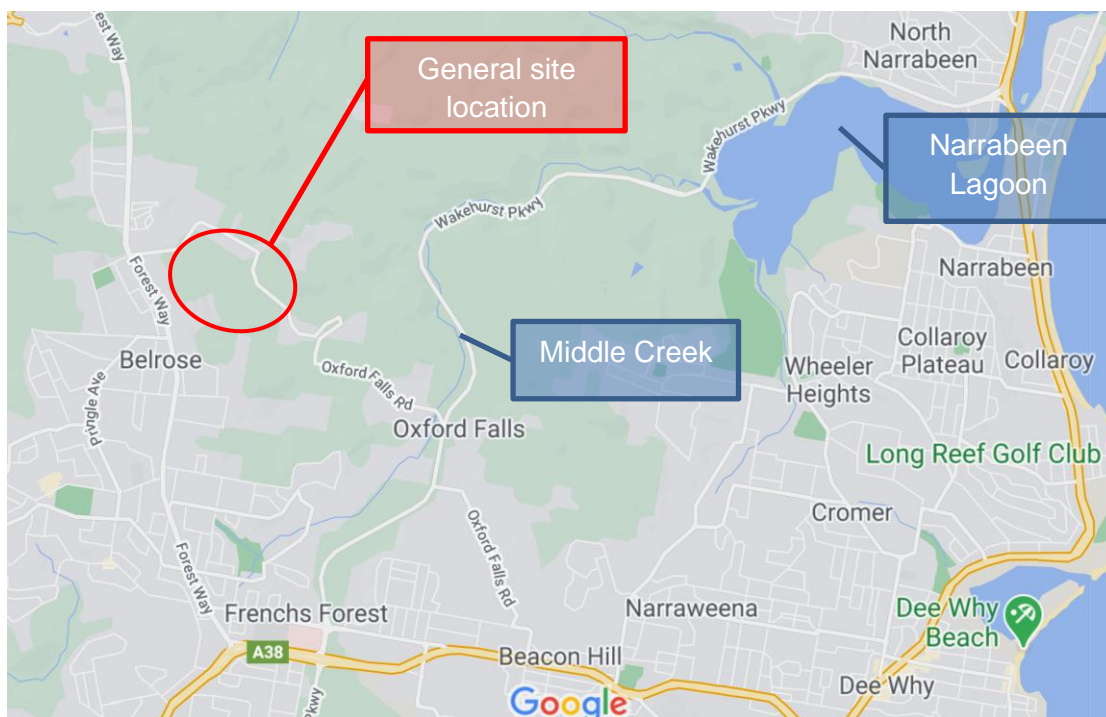 est Way
General site
location
North
Narrabeen
Wakehurst Pkwy
Narrabeen
Lagoon
Wakehurst Pkwy
Forest Way
Narrabeen
Belrose
Middle Creek
Collaroy
Plateau
Collaroy
Wheeler
Heights
Pringle Ave
Oxford Falls Rd
Oxford Falls
Long Reef Golf Club
Cromer
Oxford Falls Rd
Forest Way
Frenchs Forest
Narraweena
Dee Why
Beach
A38
Beacon Hill
Dee Why
Google
Pkwy